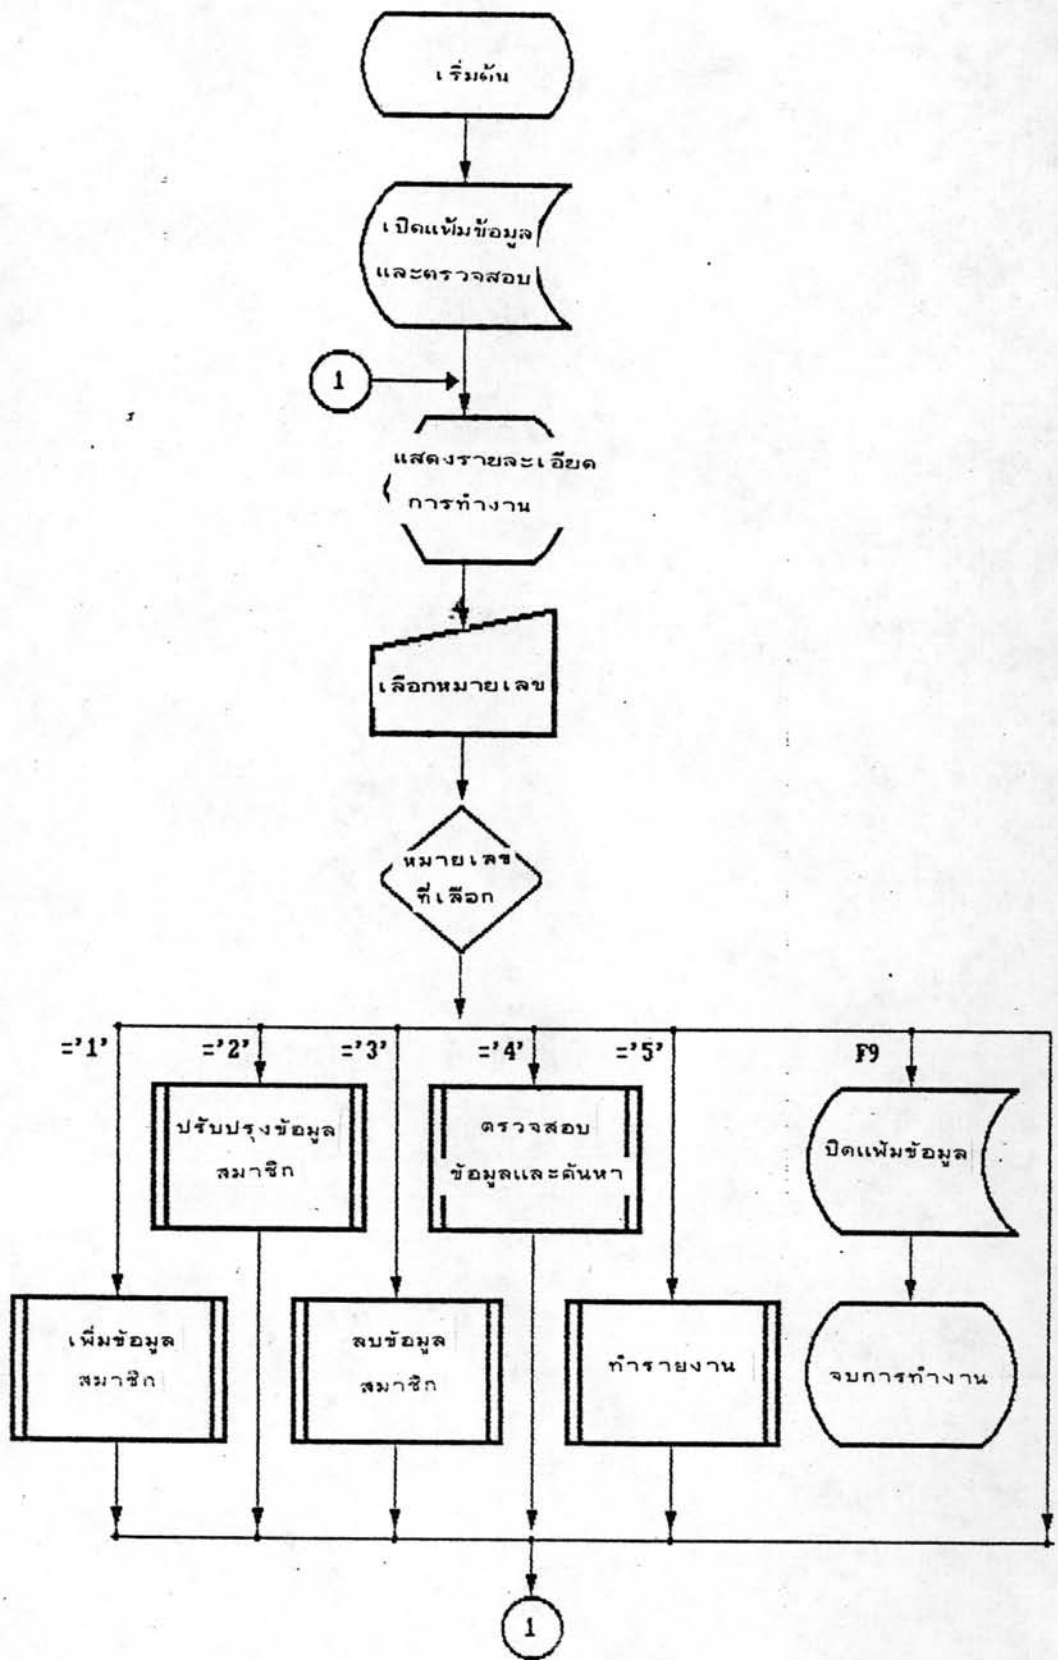 เริ่มต้น
เปิดแฟ้มข้อมูล
และตรวจสอบ
1
แสดงรายละเอียด
การทำงาน
เลือกหมายเลข
หมายเลข
ที่เลือก
='1' ='2' ='3' ='4' ='5' F9
ปรับปรุงข้อมูล
สมาชิก
ตรวจสอบ
ข้อมูลและค้นหา
ปิดแฟ้มข้อมูล
เพิ่มข้อมูล
สมาชิก
ลบข้อมูล
สมาชิก
ทำรายงาน
จบการทำงาน
1